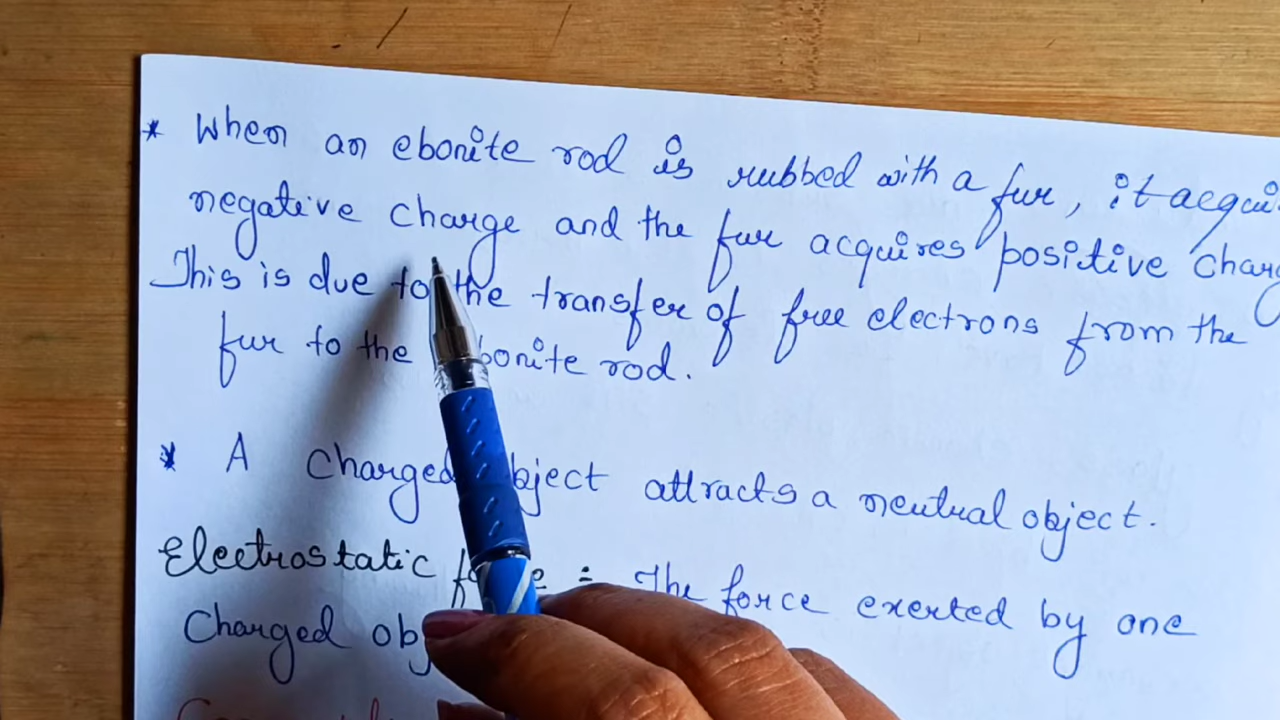 * When an ebonite rod is rubbed with a fur, it acqui
negative charge and the fur acquires positive charg
This is due to the transfer of free electrons from the
fur to the bonite rod.
* A charged bject attracts a neutral object.
Electrostatic f e : The force exerted by one
Charged ob